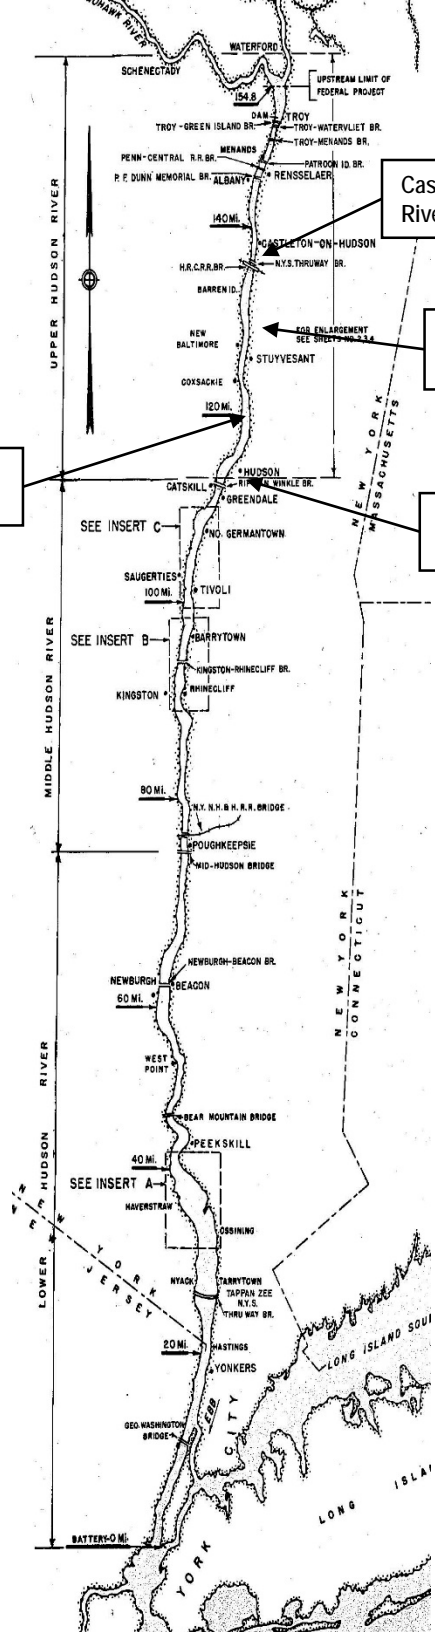 WATERFORD
SCHENECTADY
UPSTREAM LIMIT OF
FEDERAL PROJECT
154.8
DAM
TROY
TROY-GREEN ISLAND BR.
TROY-WATERVLIET BR.
TROY-MENANDS BR.
MENANDS
PENN-CENTRAL R.R. BR.
PATROON ID. BR.
P. F. DUNN MEMORIAL BR.
ALBANY
RENSSELAER
Cas
Rive
140 Mi.
CASTLETON-ON-HUDSON
H.R.C.R.R. BR.
N.Y.S. THRUWAY BR.
BARREN ID.
UPPER HUDSON RIVER
FOR ENLARGEMENT
SEE SHEETS NO. 2,3,4
NEW
BALTIMORE
STUYVESANT
COXSACKIE
120 Mi.
NEW YORK
MASSACHUSETTS
HUDSON
CATSKILL
RIP VAN WINKLE BR.
GREENDALE
SEE INSERT C
NO. GERMANTOWN
SAUGERTIES
100 Mi.
TIVOLI
SEE INSERT B
BARRYTOWN
KINGSTON-RHINECLIFF BR.
KINGSTON
RHINECLIFF
MIDDLE HUDSON RIVER
80 Mi.
N.Y. N.H. & H. R.R. BRIDGE
POUGHKEEPSIE
MID-HUDSON BRIDGE
NEW YORK
CONNECTICUT
NEWBURGH-BEACON BR.
NEWBURGH
BEACON
60 Mi.
WEST
POINT
BEAR MOUNTAIN BRIDGE
PEEKSKILL
40 Mi.
SEE INSERT A
HAVERSTRAW
OSSINING
LOWER HUDSON RIVER
NEW YORK
JERSEY
NYACK
TARRYTOWN
TAPPAN ZEE
N.Y.S.
THRUWAY BR.
20 Mi.
HASTINGS
YONKERS
LONG ISLAND SOU
EBB
GEO. WASHINGTON
BRIDGE
CITY
LONG ISLA
BATTERY-0 Mi.
YORK